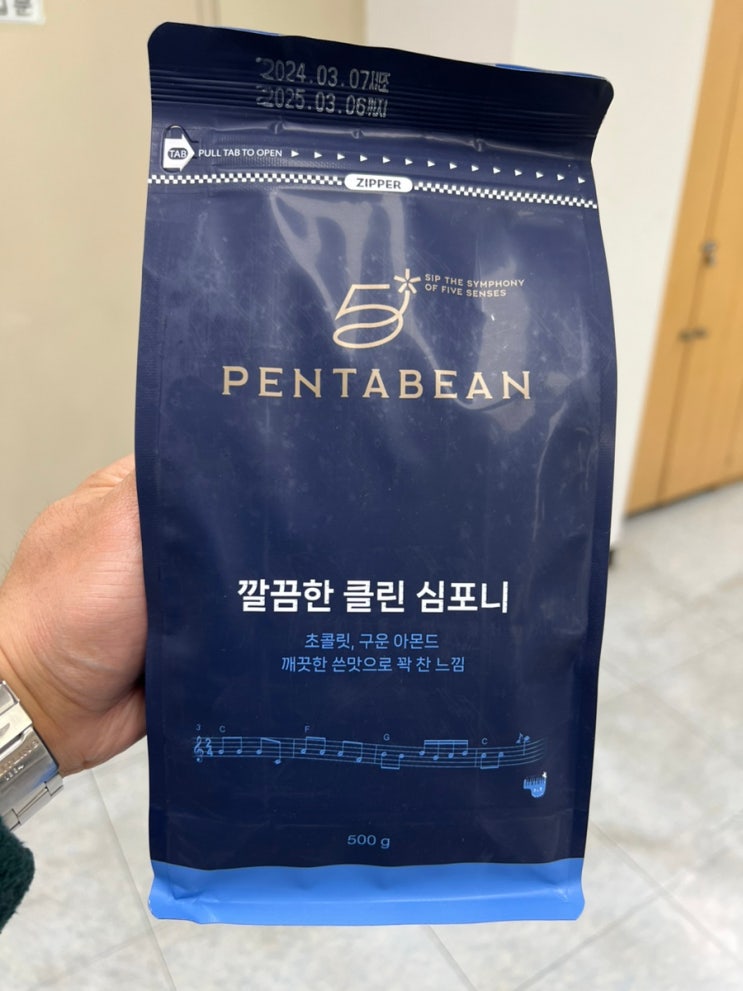 2024.03.07제조
2025.03.06까지
TAB
PULL TAB TO OPEN
ZIPPER
SIP THE SYMPHONY
OF FIVE SENSES
PENTABEAN
깔끔한 클린 심포니
초콜릿, 구운 아몬드
깨끗한 쓴맛으로 꽉 찬 느낌
3 C F G C
500 g